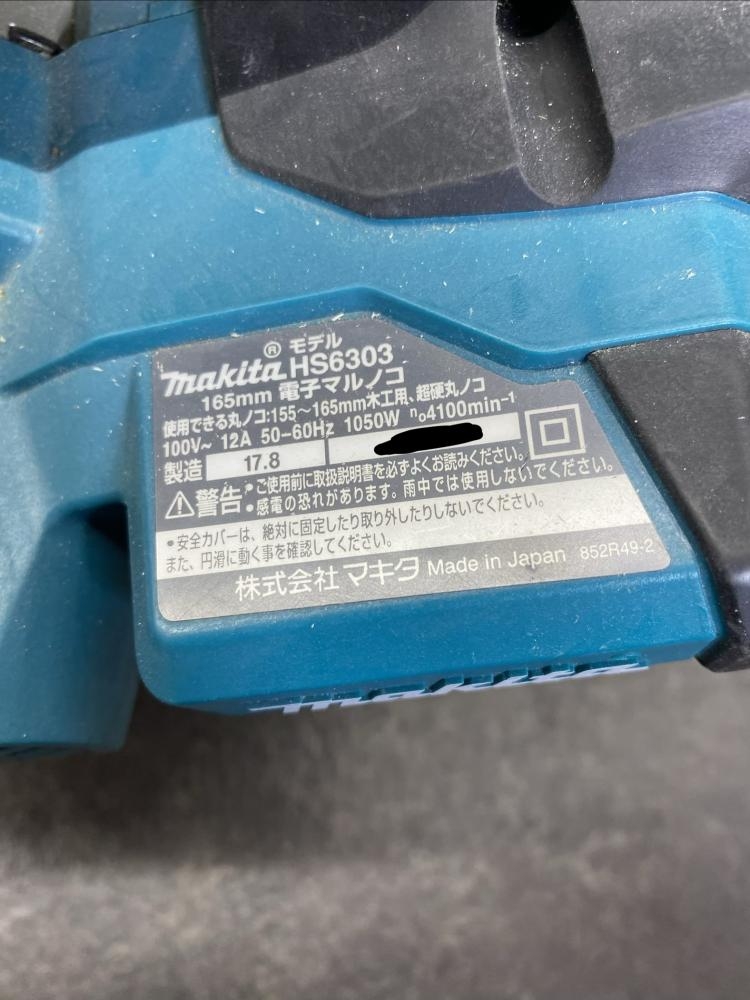 makita® モデル HS6303
165mm 電子マルノコ
使用できる丸ノコ:155～165mm木工用、超硬丸ノコ
100V～ 12A 50-60Hz 1050W n₀4100min⁻¹
製造 17.8
⚠警告 •ご使用前に取扱説明書を必ずよくお読みください。
•感電の恐れがあります。雨中では使用しないでください。
•安全カバーは、絶対に固定したり取り外したりしないでください。
また、円滑に動く事を確認してください。
株式会社 マキタ Made in Japan 852R49-2
makita